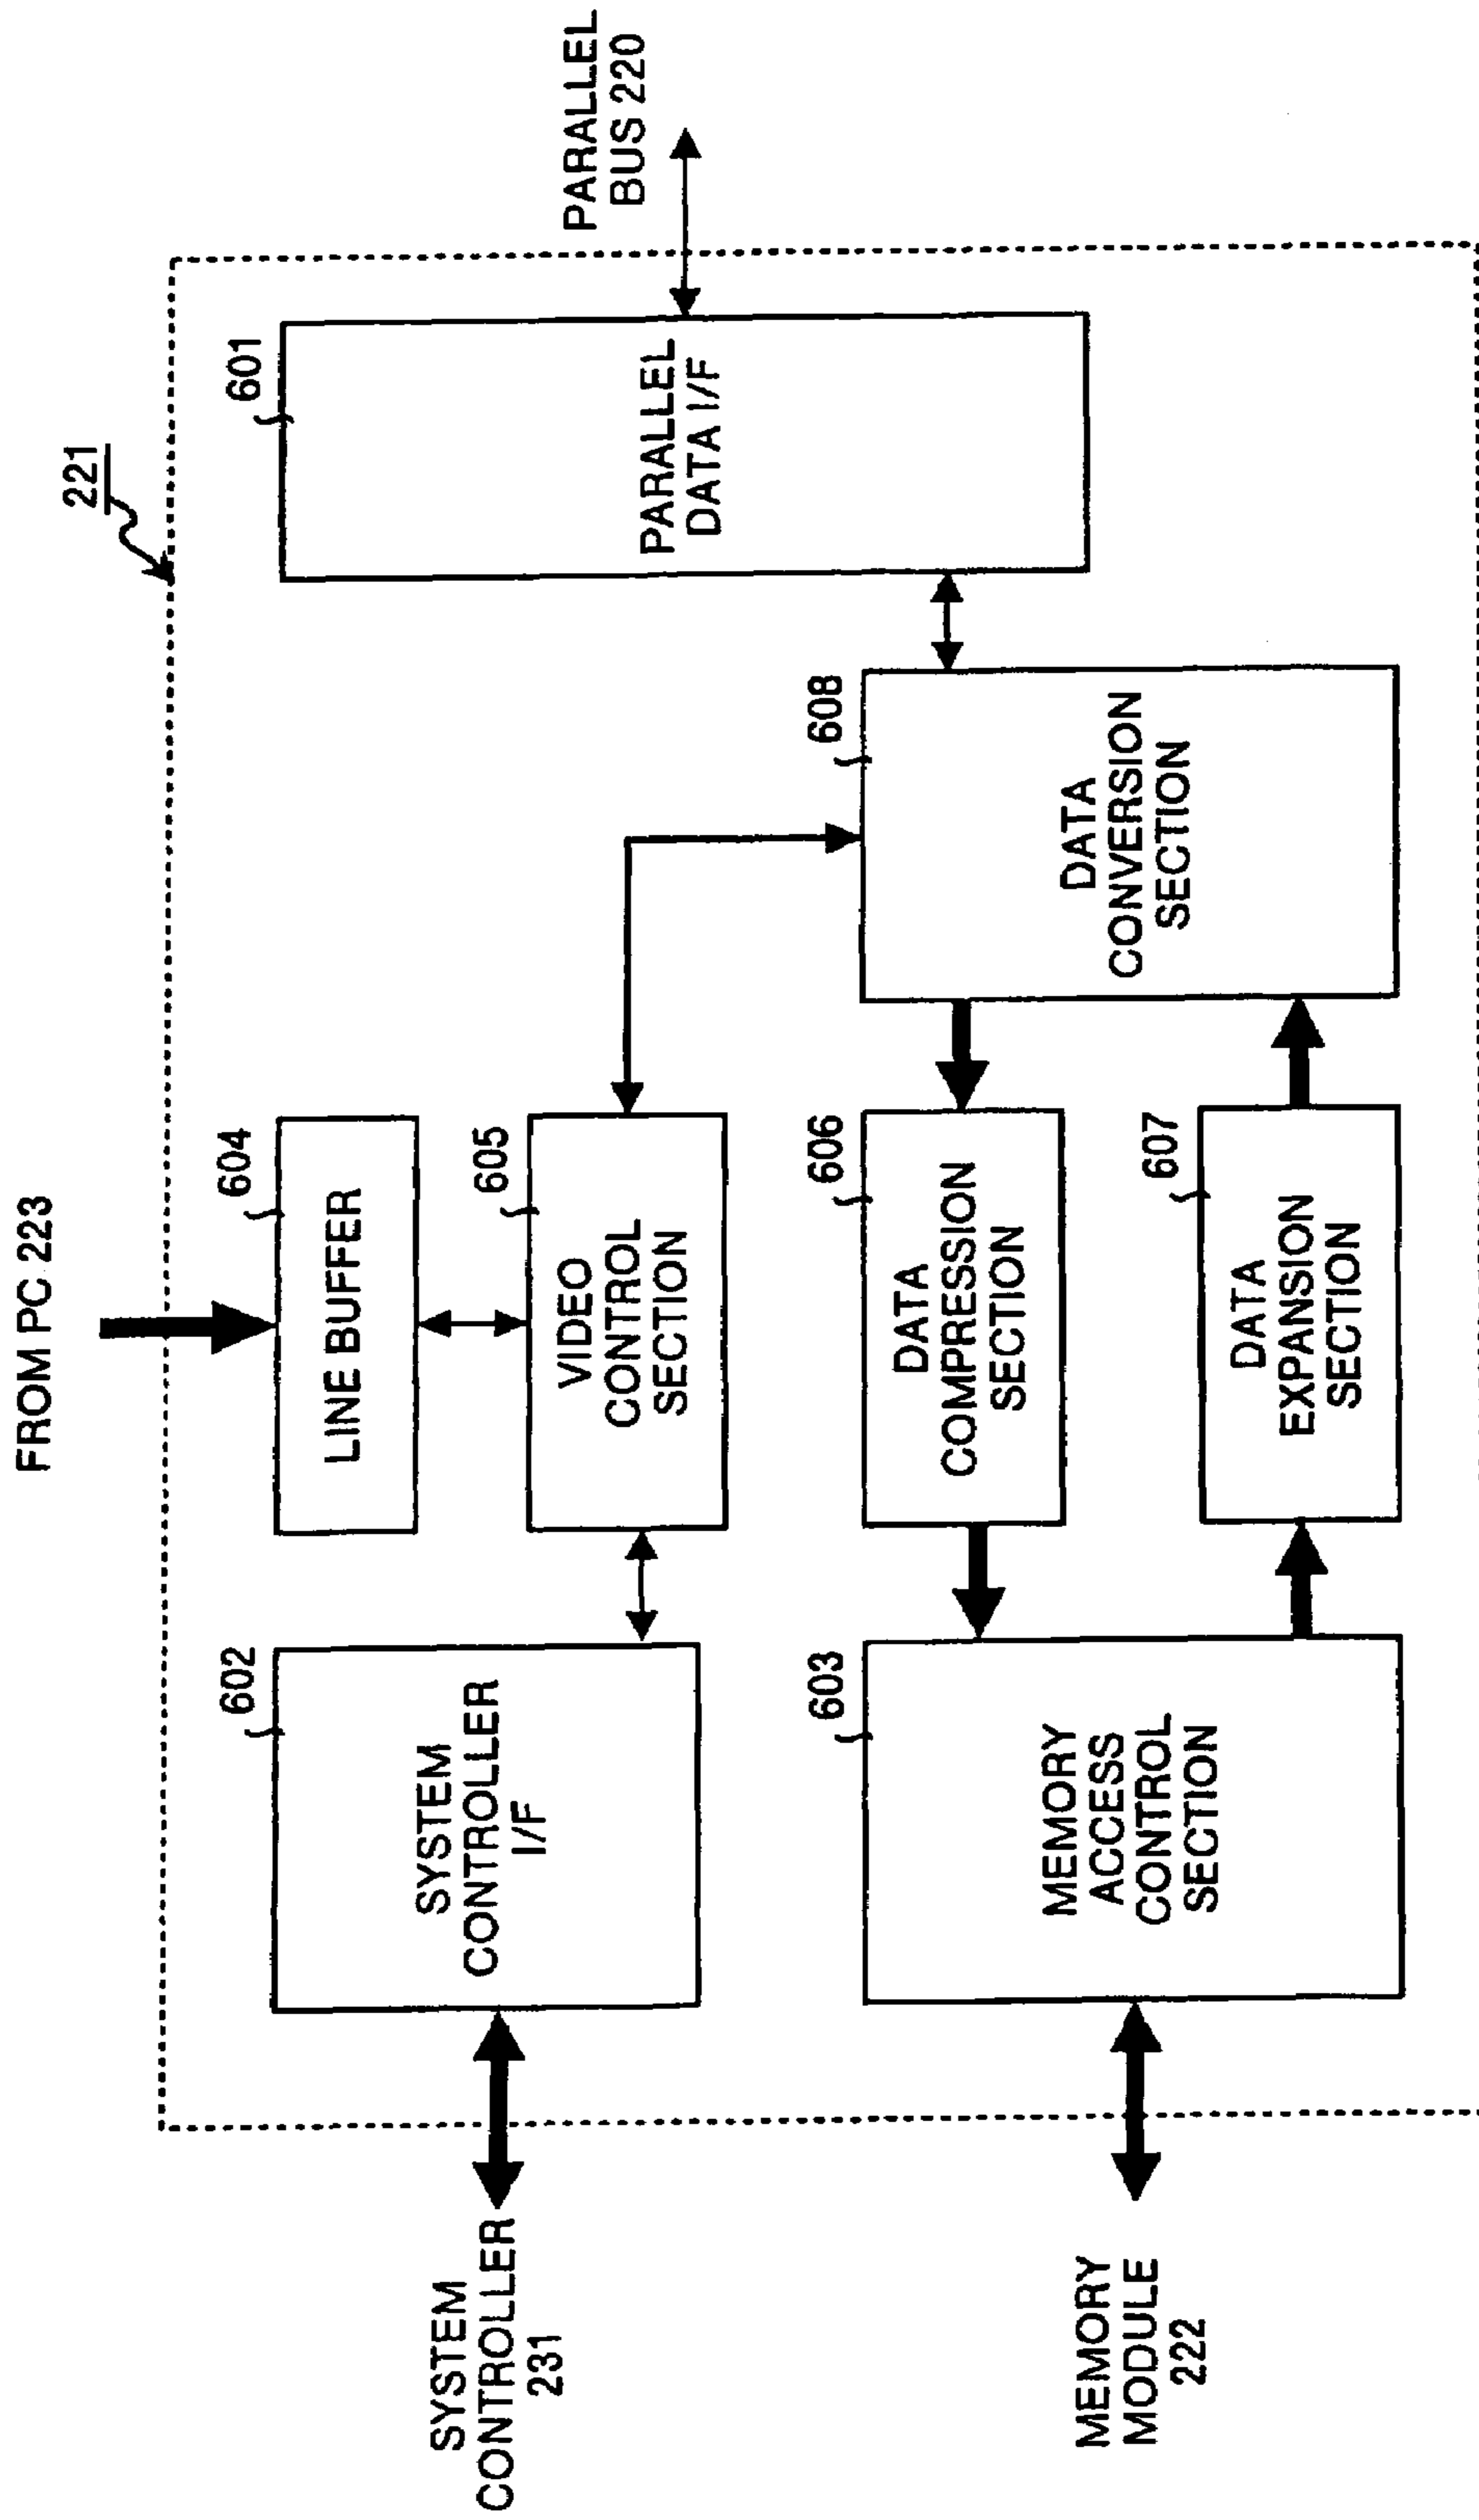 FROM PC 223
221
604
LINE BUFFER
602
SYSTEM
CONTROLLER
I/F
605
VIDEO
CONTROL
SECTION
601
PARALLEL
DATA I/F
PARALLEL
BUS 220
SYSTEM
CONTROLLER
231
603
MEMORY
ACCESS
CONTROL
SECTION
606
DATA
COMPRESSION
SECTION
608
DATA
CONVERSION
SECTION
607
DATA
EXPANSION
SECTION
MEMORY
MODULE
222